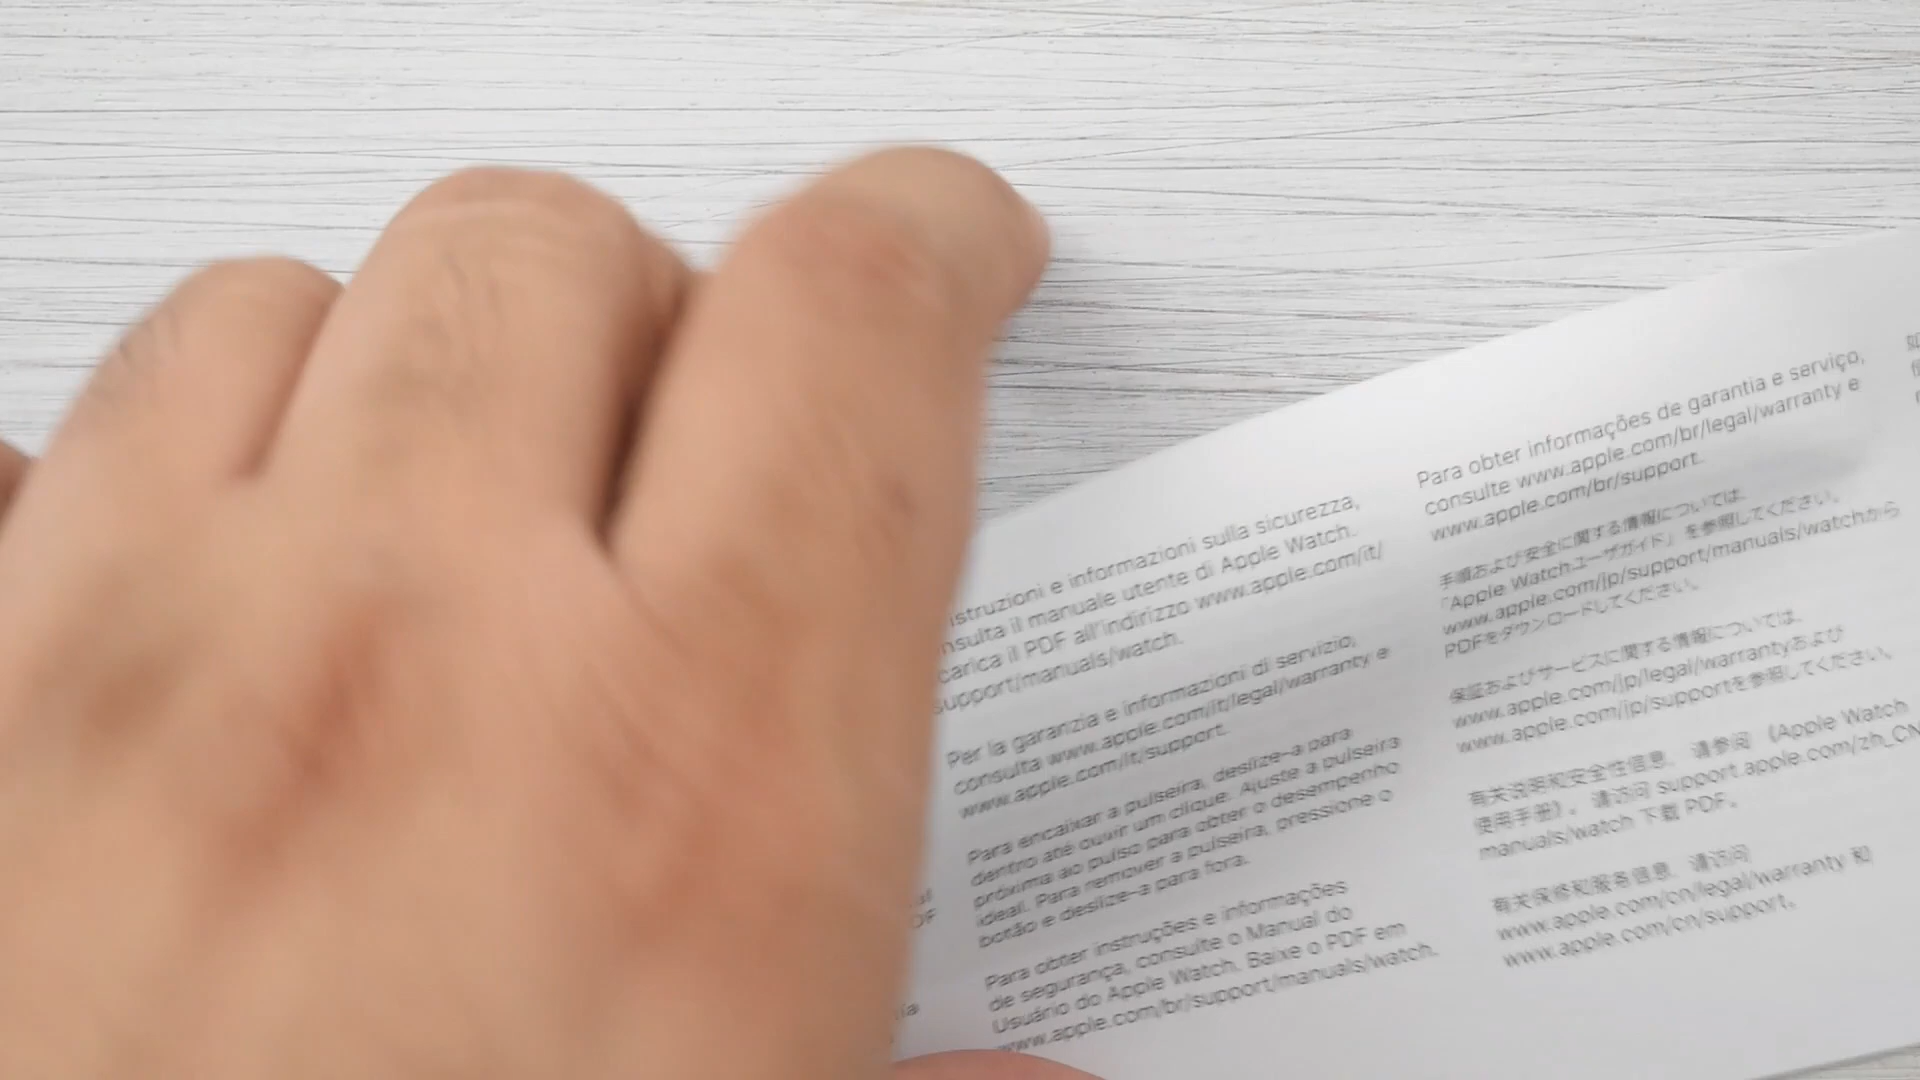 istruzioni e informazioni sulla sicurezza,
nsulta il manuale utente di Apple Watch.
carica il PDF all'indirizzo www.apple.com/it/
support/manuals/watch.
Per la garanzia e informazioni di servizio,
consulta www.apple.com/it/legal/warranty e
www.apple.com/it/support.
Para encaixar a pulseira, deslize-a para
dentro até ouvir um clique. Ajuste a pulseira
próxima ao pulso para obter o desempenho
ideal. Para remover a pulseira, pressione o
botão e deslize-a para fora.
Para obter instruções e informações
de segurança, consulte o Manual do
Usuário do Apple Watch. Baixe o PDF em
www.apple.com/br/support/manuals/watch.
Para obter informações de garantia e serviço,
consulte www.apple.com/br/legal/warranty e
www.apple.com/br/support.
手順および安全に関する情報については、
「Apple Watchユーザガイド」を参照してください。
www.apple.com/jp/support/manuals/watchから
PDFをダウンロードしてください。
保証およびサービスに関する情報については、
www.apple.com/jp/legal/warrantyおよび
www.apple.com/jp/supportを参照してください。
有关说明和安全性信息，请参阅《Apple Watch
使用手册》。请访问 support.apple.com/zh_CN
manuals/watch 下载 PDF。
有关保修和服务信息，请访问
www.apple.com/cn/legal/warranty 和
www.apple.com/cn/support。